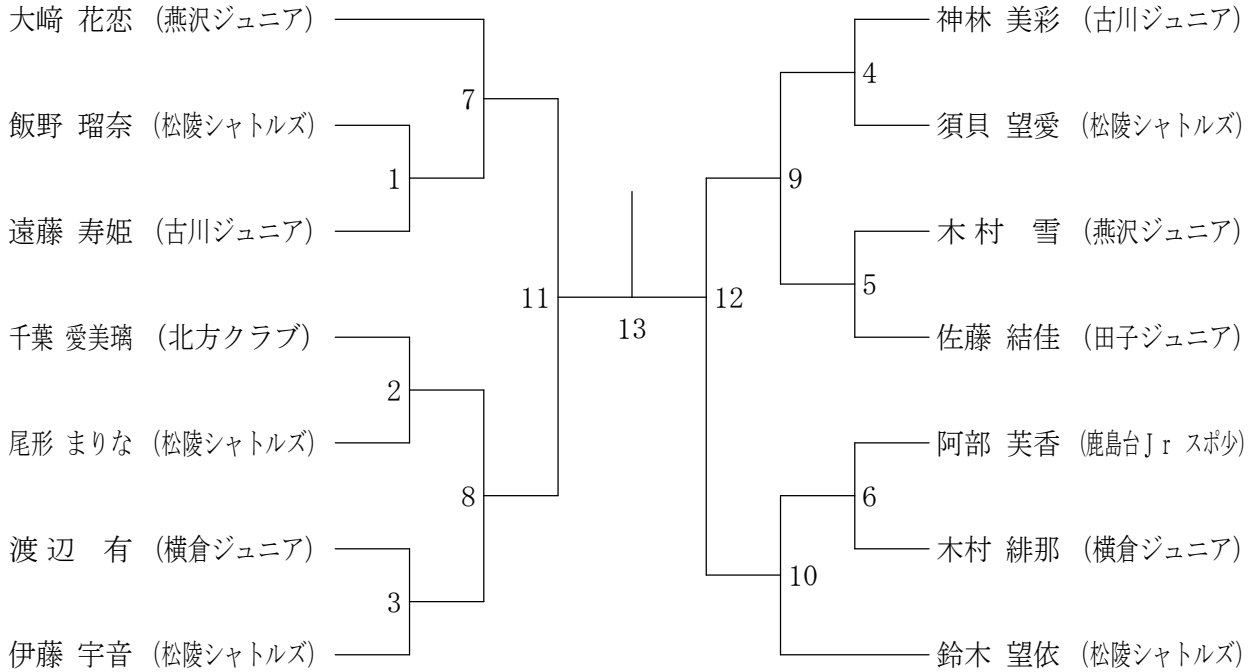 大﨑 花恋 (燕沢ジュニア)
7
飯野 瑠奈 (松陵シャトルズ)
1
遠藤 寿姫 (古川ジュニア)
11
千葉 愛美璃 (北方クラブ)
2
尾形 まりな (松陵シャトルズ)
8
渡辺 有 (横倉ジュニア)
3
伊藤 宇音 (松陵シャトルズ)
13
神林 美彩 (古川ジュニア)
4
須貝 望愛 (松陵シャトルズ)
9
木村 雪 (燕沢ジュニア)
5
佐藤 結佳 (田子ジュニア)
12
阿部 芙香 (鹿島台Jr スポ少)
6
木村 緋那 (横倉ジュニア)
10
鈴木 望依 (松陵シャトルズ)